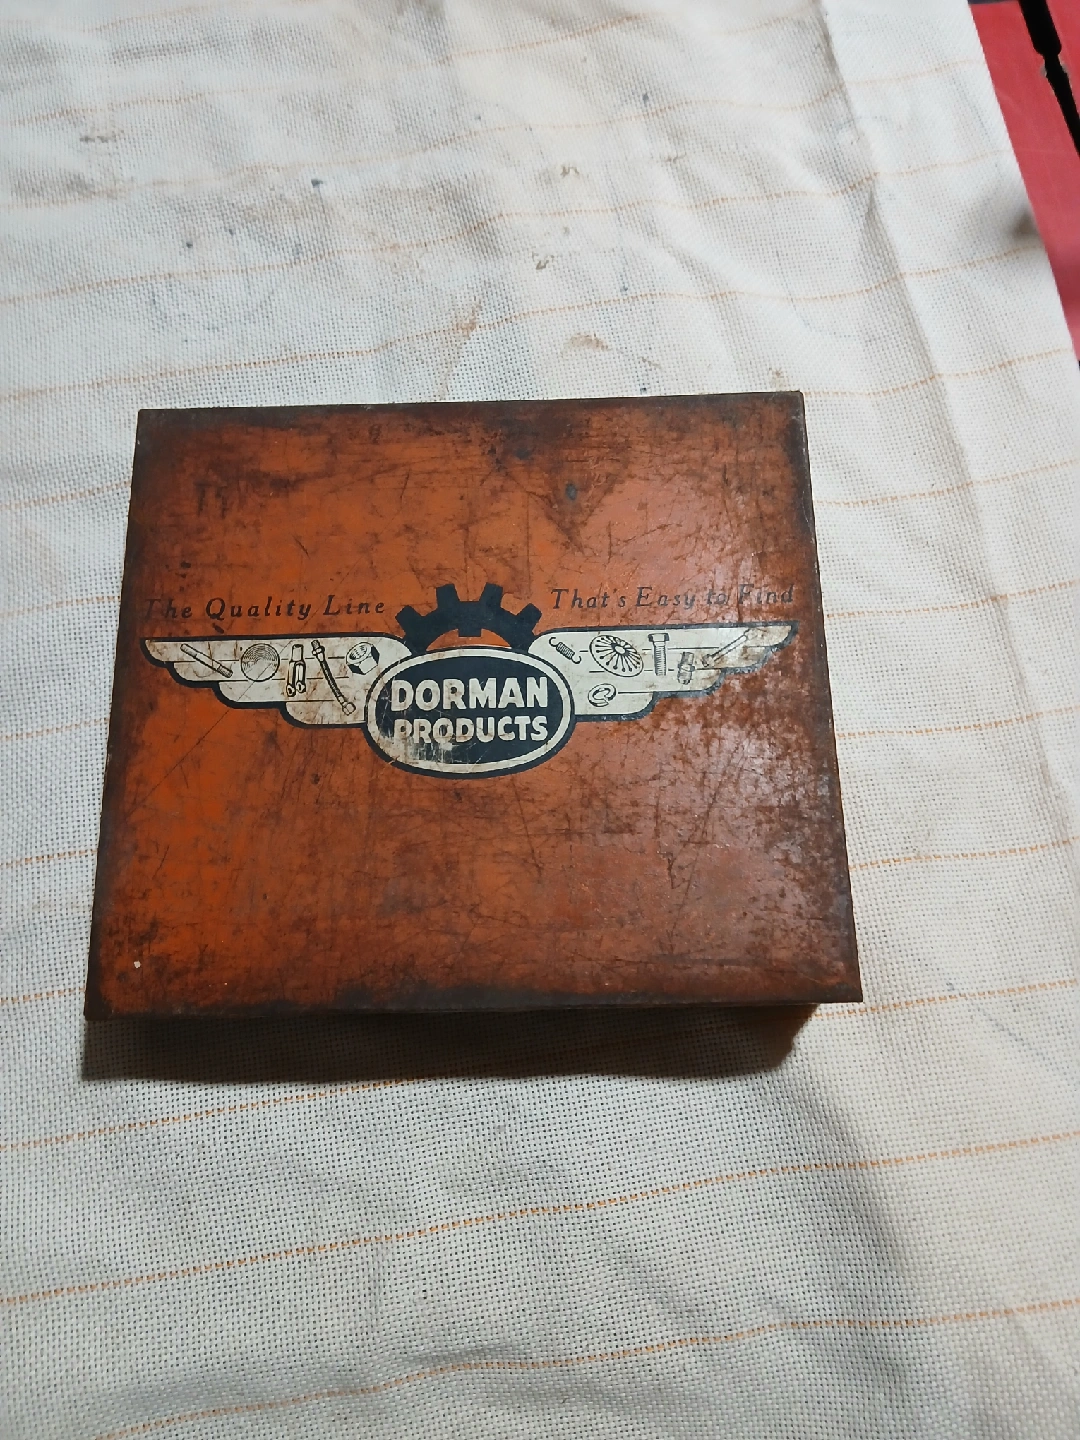 The Quality Line
That's Easy to Find
DORMAN
PRODUCTS